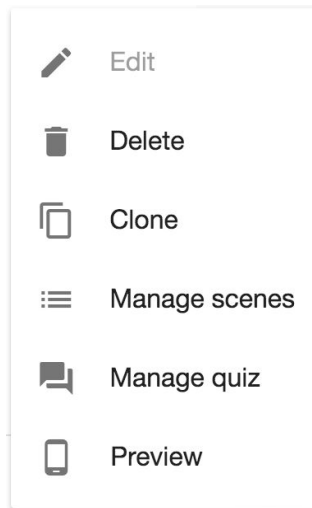 Edit
Delete
Clone
Manage scenes
Manage quiz
Preview